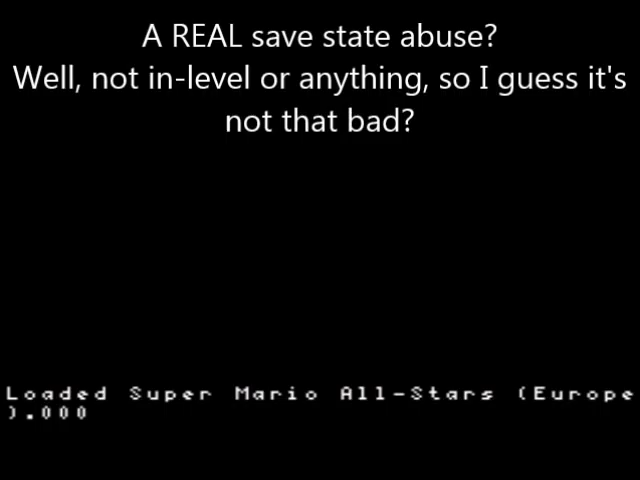 A REAL save state abuse?
Well, not in-level or anything, so I guess it's
not that bad?
Loaded Super Mario All-Stars (Europe
).000